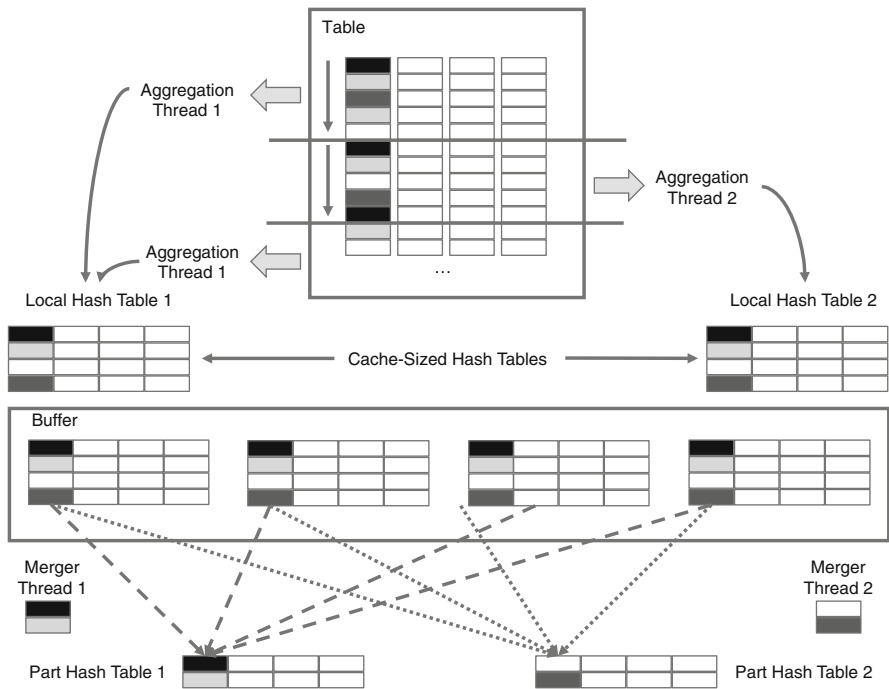 Table
Aggregation
Thread 1
Aggregation
Thread 2
Aggregation
Thread 1
...
Local Hash Table 1
Local Hash Table 2
Cache-Sized Hash Tables
Buffer
Merger
Thread 1
Merger
Thread 2
Part Hash Table 1
Part Hash Table 2